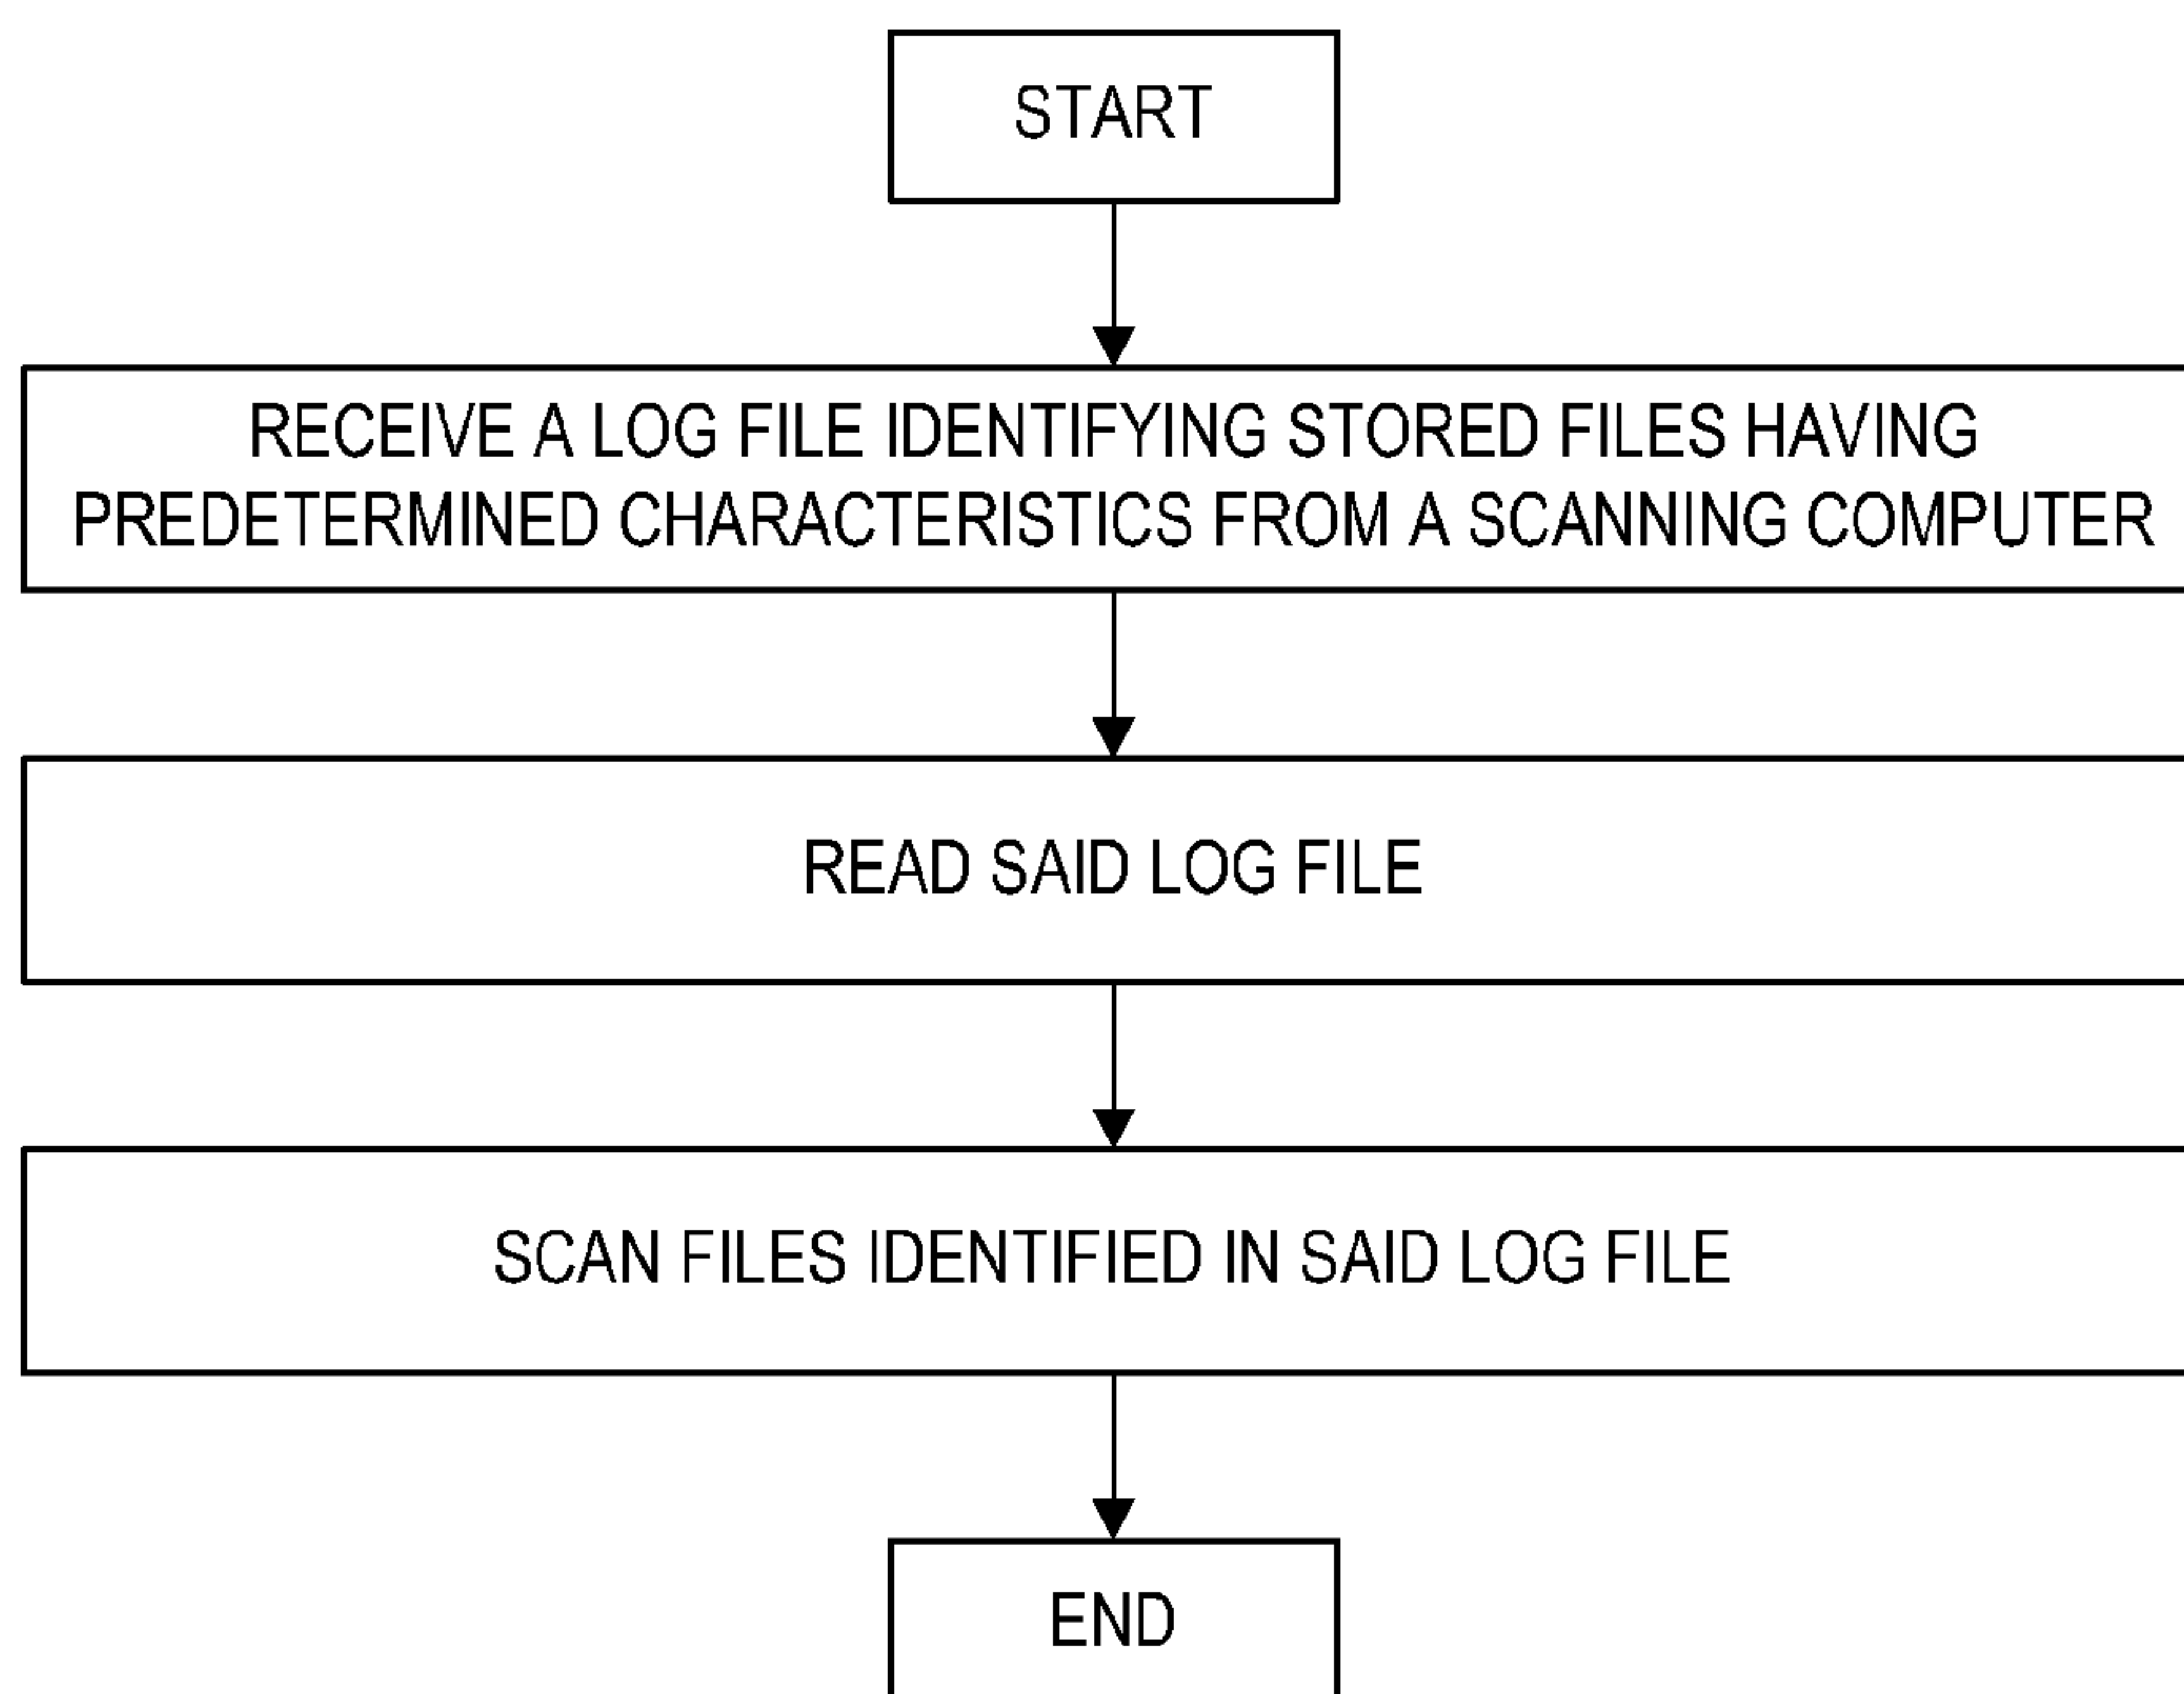 START
RECEIVE A LOG FILE IDENTIFYING STORED FILES HAVING
PREDETERMINED CHARACTERISTICS FROM A SCANNING COMPUTER
READ SAID LOG FILE
SCAN FILES IDENTIFIED IN SAID LOG FILE
END